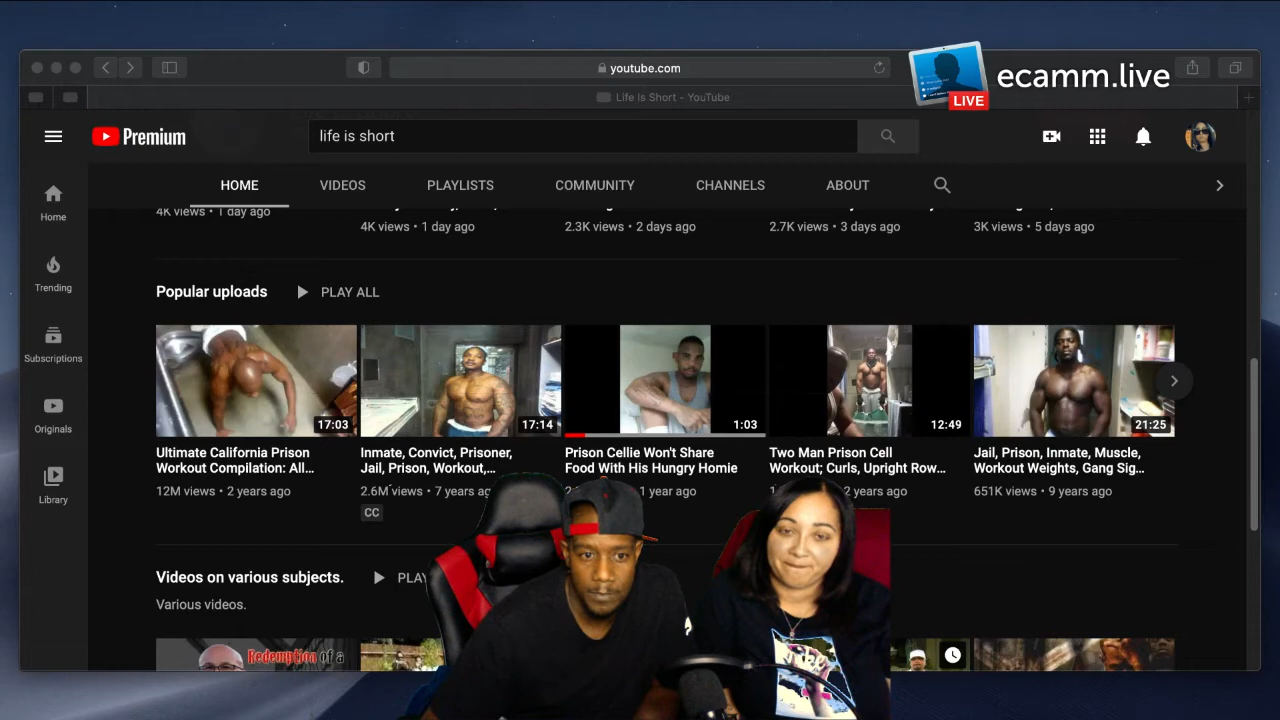 youtube.com
ecamm.live
LIVE
Life Is Short - YouTube
Premium
life is short
HOME VIDEOS PLAYLISTS COMMUNITY CHANNELS ABOUT
Home
Trending
Subscriptions
Originals
Library
4K views • 1 day ago
4K views • 1 day ago
2.3K views • 2 days ago
2.7K views • 3 days ago
3K views • 5 days ago
Popular uploads PLAY ALL
17:03
17:14
1:03
12:49
21:25
Ultimate California Prison
Workout Compilation: All...
12M views • 2 years ago
Inmate, Convict, Prisoner,
Jail, Prison, Workout,...
2.6M views • 7 years ag
CC
Prison Cellie Won't Share
Food With His Hungry Homie
1 year ago
Two Man Prison Cell
Workout; Curls, Upright Row...
2 years ago
Jail, Prison, Inmate, Muscle,
Workout Weights, Gang Sig...
651K views • 9 years ago
Videos on various subjects. PLAY
Various videos.
Redemption of a